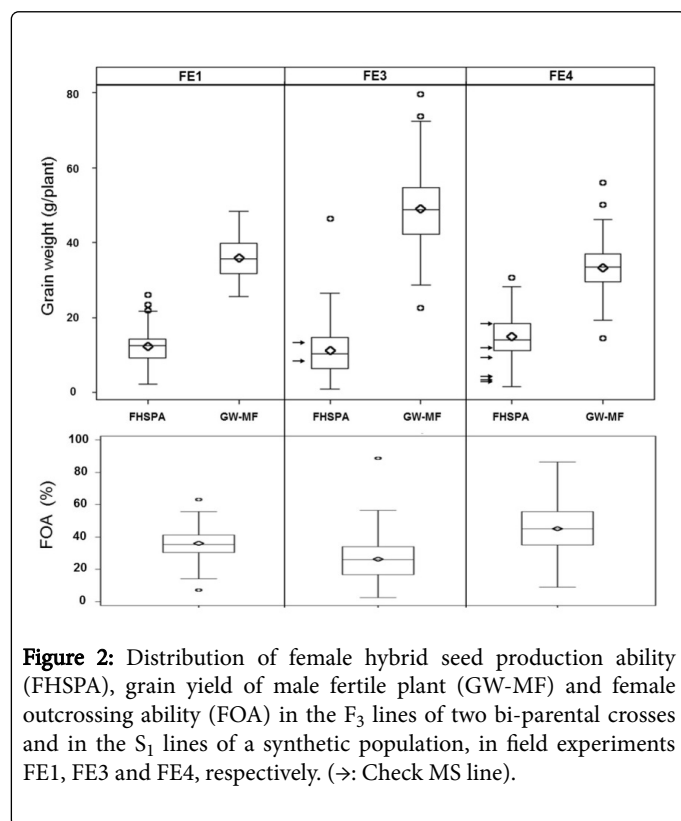 FE1 FE3 FE4
Grain weight (g/plant)
80
60
40
20
0
FHSPA GW-MF FHSPA GW-MF FHSPA GW-MF
FOA (%)
100
80
60
40
20
0
Figure 2: Distribution of female hybrid seed production ability
(FHSPA), grain yield of male fertile plant (GW-MF) and female
outcrossing ability (FOA) in the F₃ lines of two bi-parental crosses
and in the S₁ lines of a synthetic population, in field experiments
FE1, FE3 and FE4, respectively. (→: Check MS line).